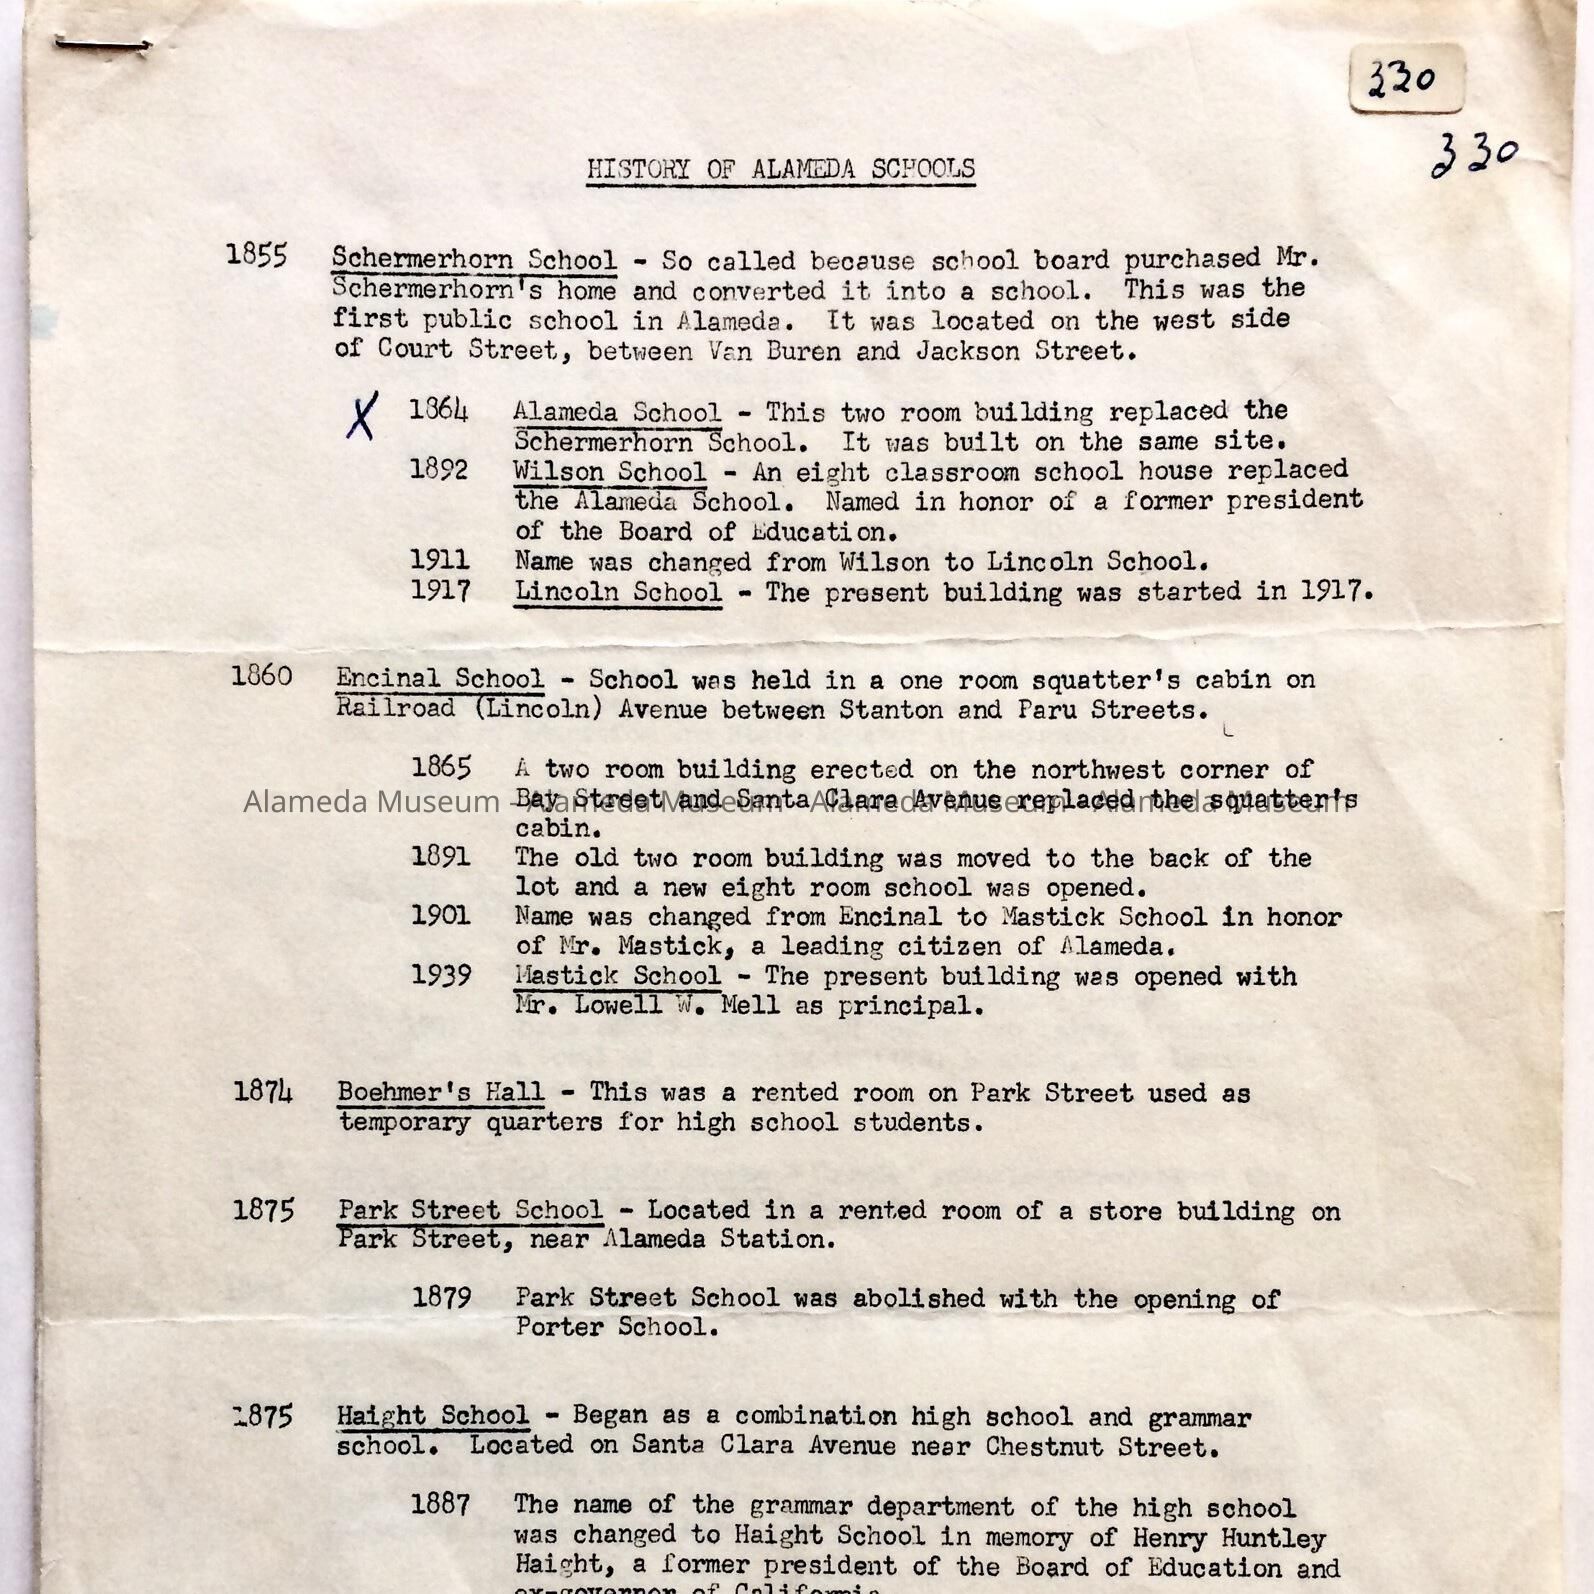 330
330
HISTORY OF ALAMEDA SCHOOLS
1855 Schermerhorn School - So called because school board purchased Mr.
Schermerhorn's home and converted it into a school. This was the
first public school in Alameda. It was located on the west side
of Court Street, between Van Buren and Jackson Street.
X 1864 Alameda School - This two room building replaced the
Schermerhorn School. It was built on the same site.
1892 Wilson School - An eight classroom school house replaced
the Alameda School. Named in honor of a former president
of the Board of Education.
1911 Name was changed from Wilson to Lincoln School.
1917 Lincoln School - The present building was started in 1917.
1860 Encinal School - School was held in a one room squatter's cabin on
Railroad (Lincoln) Avenue between Stanton and Paru Streets.
1865 A two room building erected on the northwest corner of
Bay Street and Santa Clara Avenue replaced the squatter's
Alameda Museum - Alameda Museum - Alameda Museum - Alameda Museum
cabin.
1891 The old two room building was moved to the back of the
lot and a new eight room school was opened.
1901 Name was changed from Encinal to Mastick School in honor
of Mr. Mastick, a leading citizen of Alameda.
1939 Mastick School - The present building was opened with
Mr. Lowell W. Mell as principal.
1874 Boehmer's Hall - This was a rented room on Park Street used as
temporary quarters for high school students.
1875 Park Street School - Located in a rented room of a store building on
Park Street, near Alameda Station.
1879 Park Street School was abolished with the opening of
Porter School.
1875 Haight School - Began as a combination high school and grammar
school. Located on Santa Clara Avenue near Chestnut Street.
1887 The name of the grammar department of the high school
was changed to Haight School in memory of Henry Huntley
Haight, a former president of the Board of Education and
ex-governor of California